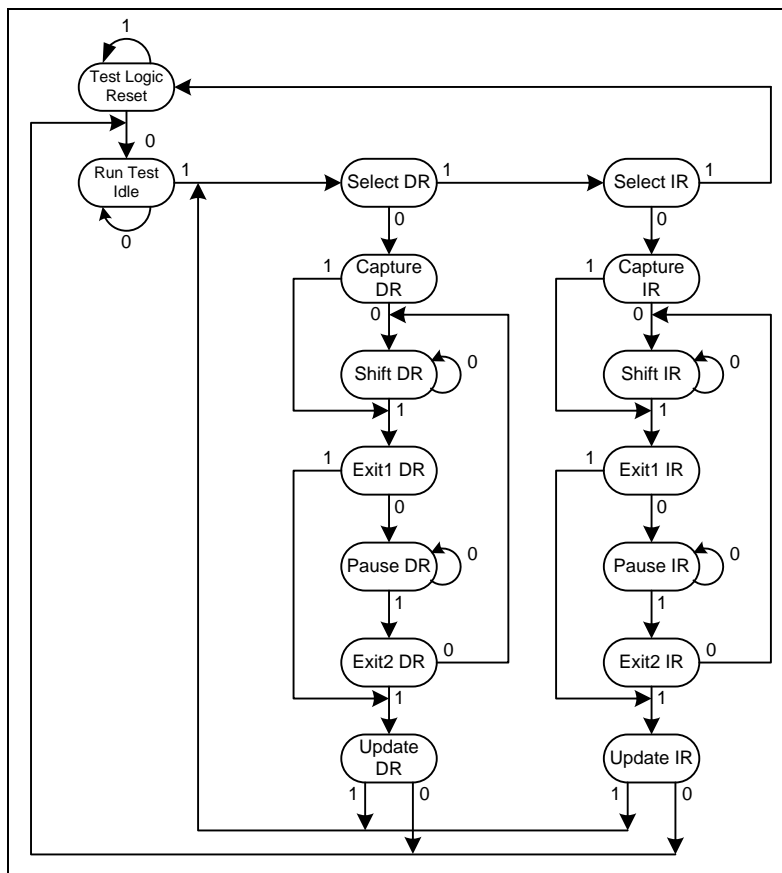 1
Test Logic
Reset
0
Run Test
Idle
1
0
Select DR
1
Select IR
1
0
0
1
Capture
DR
1
Capture
IR
0
0
Shift DR
0
Shift IR
0
1
1
1
Exit1 DR
1
Exit1 IR
0
0
Pause DR
0
Pause IR
0
1
1
Exit2 DR
0
Exit2 IR
0
1
1
Update
DR
Update IR
1
0
1
0